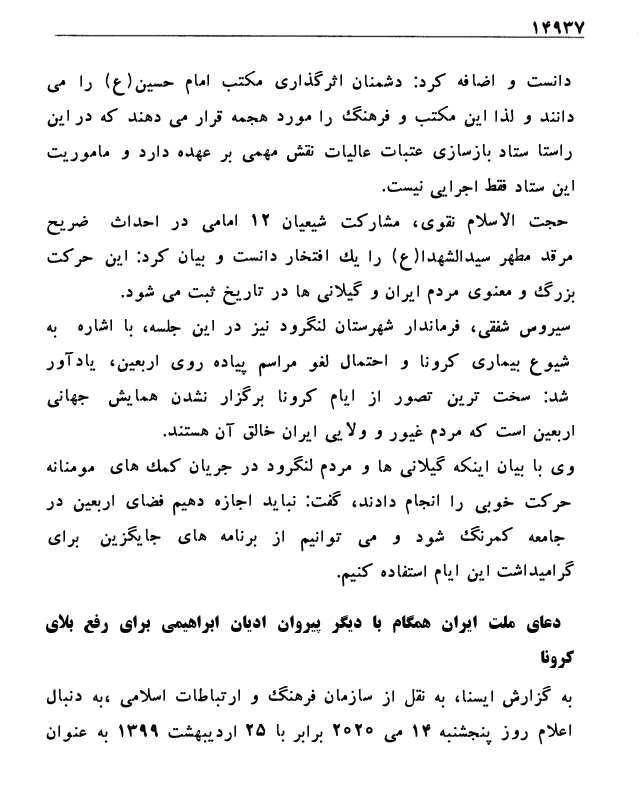 ۱۴۹۳۷
دانست و اضافه کرد: دشمنان اثرگذاری مکتب امام حسین(ع) را می
دانند و لذا این مکتب و فرهنگ را مورد هجمه قرار می دهند که در این
راستا ستاد بازسازی عتبات عالیات نقش مهمی بر عهده دارد و ماموریت
این ستاد فقط اجرایی نیست.
حجت الاسلام نقوی، مشارکت شیعیان ۱۲ امامی در احداث ضریح
مرقد مطهر سیدالشهدا(ع) را یك افتخار دانست و بیان کرد: این حرکت
بزرگ و معنوی مردم ایران و گیلانی ها در تاریخ ثبت می شود.
سیروس شفقی، فرماندار شهرستان لنگرود نیز در این جلسه، با اشاره به
شیوع بیماری کرونا و احتمال لغو مراسم پیاده روی اربعین، یادآور
شد: سخت ترین تصور از ایام کرونا برگزار نشدن همایش جهانی
اربعین است که مردم غیور و ولایی ایران خالق آن هستند.
وی با بیان اینکه گیلانی ها و مردم لنگرود در جریان کمك های مومنانه
حرکت خوبی را انجام دادند، گفت: نباید اجازه دهیم فضای اربعین در
جامعه کمرنگ شود و می توانیم از برنامه های جایگزین برای
گرامیداشت این ایام استفاده کنیم.
دعای ملت ایران همگام با دیگر پیروان ادیان ابراهیمی برای رفع بلای
کرونا
به گزارش ایسنا، به نقل از سازمان فرهنگ و ارتباطات اسلامی ،به دنبال
اعلام روز پنجشنبه ۱۴ می ۲۰۲۰ برابر با ۲۵ اردیبهشت ۱۳۹۹ به عنوان